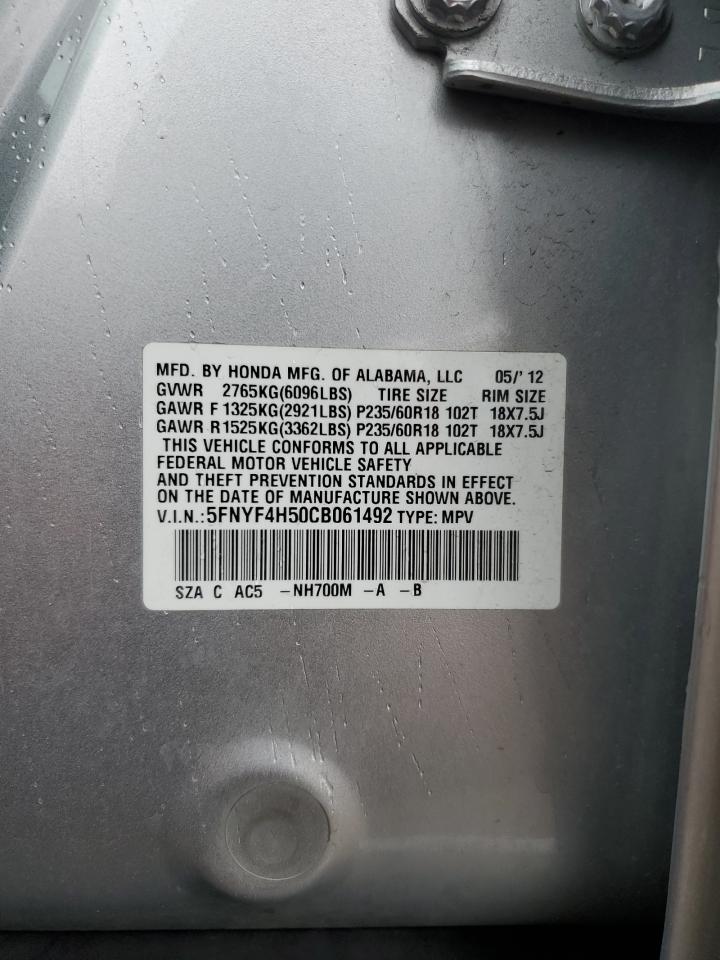 MFD. BY HONDA MFG. OF ALABAMA, LLC 05/'12
GVWR 2765KG(6096LBS) TIRE SIZE RIM SIZE
GAWR F 1325KG(2921LBS) P235/60R18 102T 18X7.5J
GAWR R 1525KG(3362LBS) P235/60R18 102T 18X7.5J
THIS VEHICLE CONFORMS TO ALL APPLICABLE
FEDERAL MOTOR VEHICLE SAFETY
AND THEFT PREVENTION STANDARDS IN EFFECT
ON THE DATE OF MANUFACTURE SHOWN ABOVE.
V.I.N.:5FNYF4H50CB061492 TYPE: MPV
SZA C AC5 -NH700M -A -B